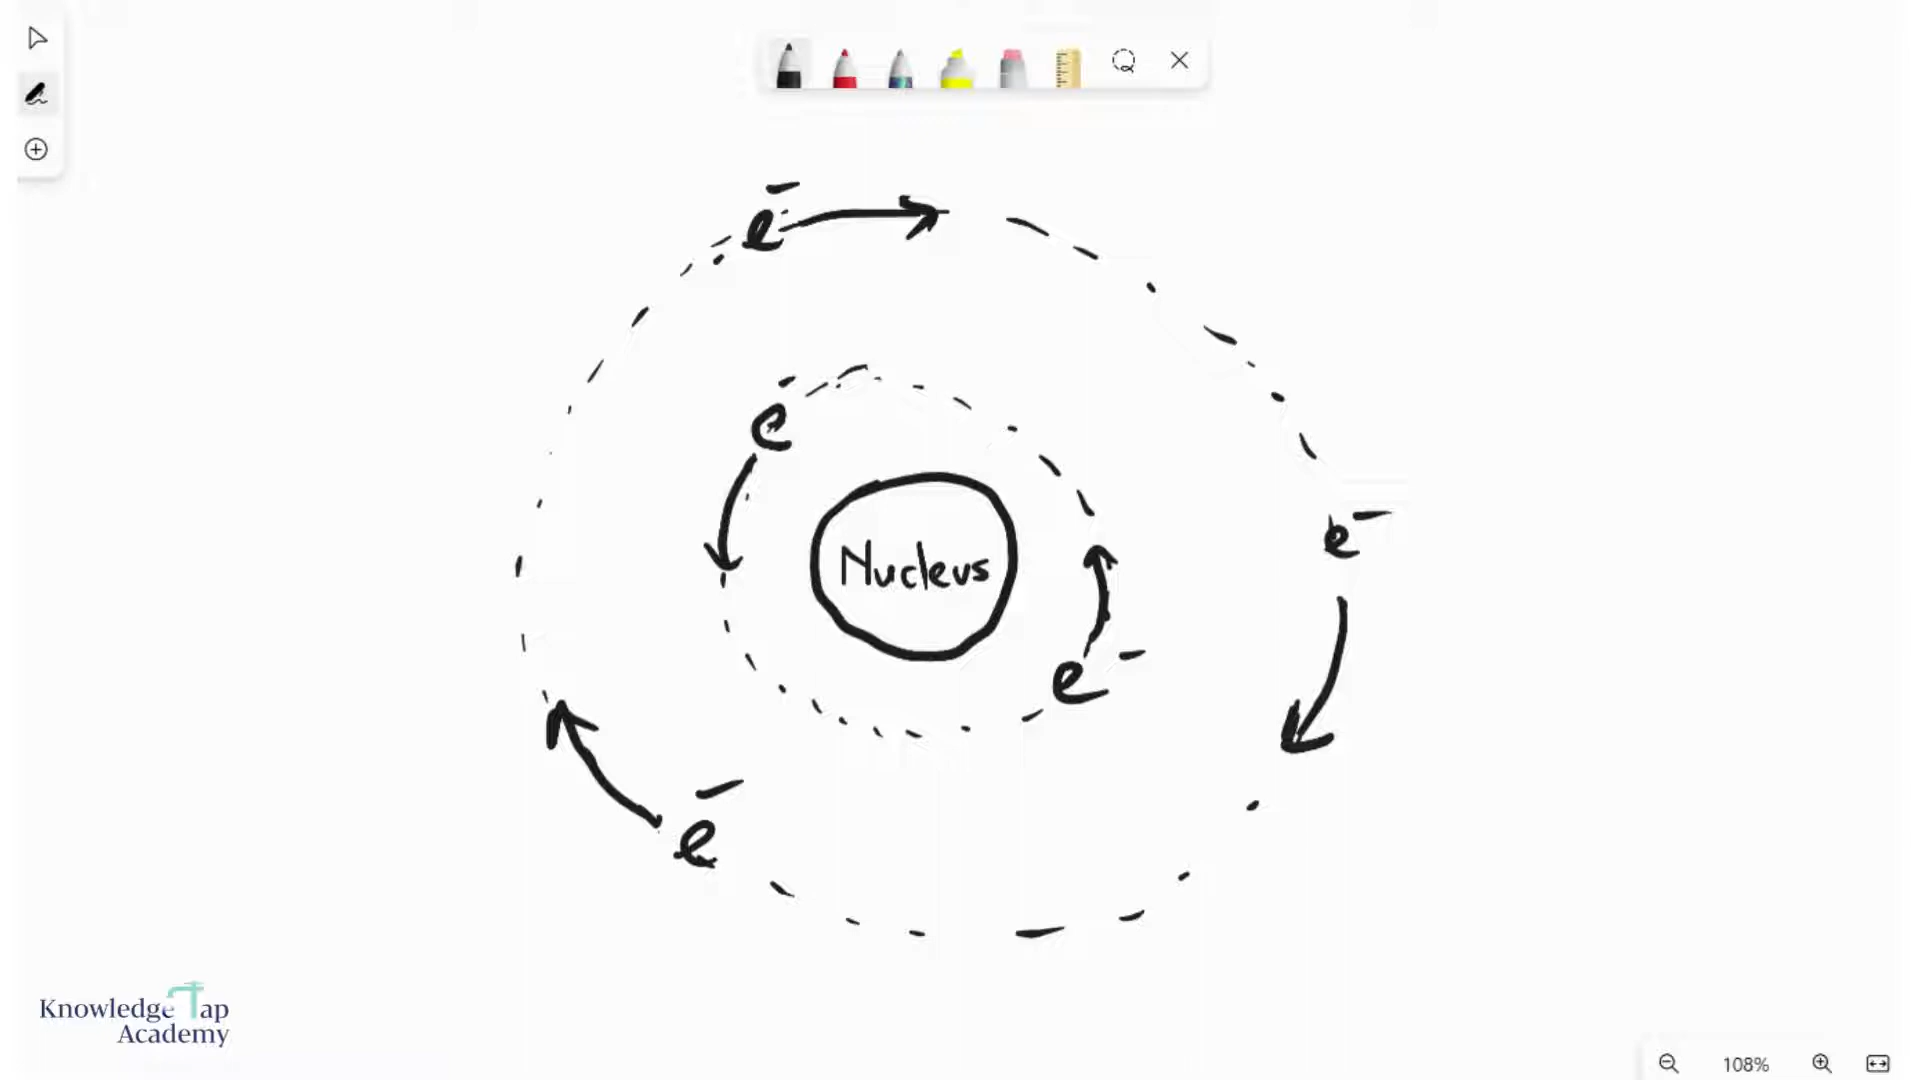 e⁻
e⁻
e⁻
Nucleus
e⁻
e⁻
Knowledge Tap
Academy
108%